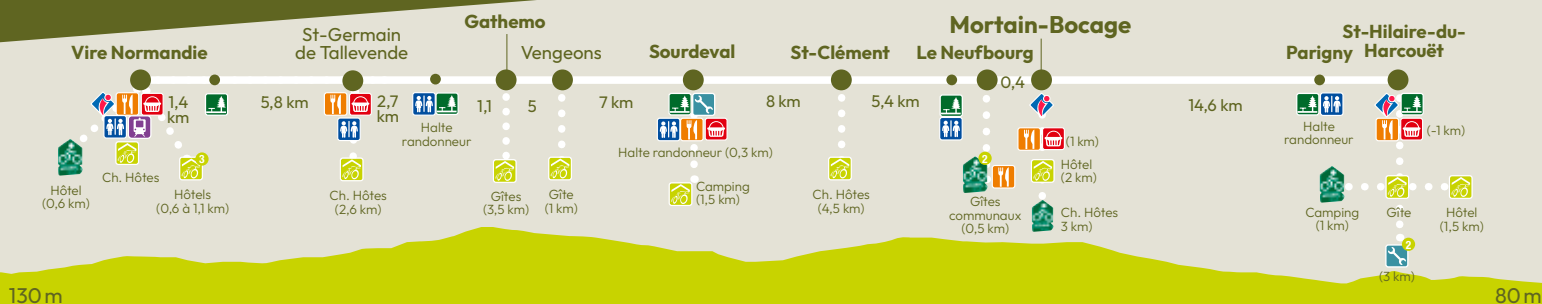 Vire Normandie
St-Germain
de Tallevende
Gathemo
Vengeons
Sourdeval
St-Clément
Le Neufbourg
Mortain-Bocage
Parigny
St-Hilaire-du-
Harcouët
1,4
km
5,8 km
2,7
km
1,1
5
7 km
8 km
5,4 km
0,4
14,6 km
Halte
randonneur
Halte randonneur (0,3 km)
(1 km)
Halte
randonneur
(-1 km)
Hôtel
(0,6 km)
Ch. Hôtes
3
Hôtels
(0,6 à 1,1 km)
Ch. Hôtes
(2,6 km)
Gîtes
(3,5 km)
Gîte
(1 km)
Camping
(1,5 km)
Ch. Hôtes
(4,5 km)
2
Gîtes
communaux
(0,5 km)
Hôtel
(2 km)
Ch. Hôtes
3 km)
Camping
(1 km)
Gîte
Hôtel
(1,5 km)
2
(3 km)
130 m
80 m